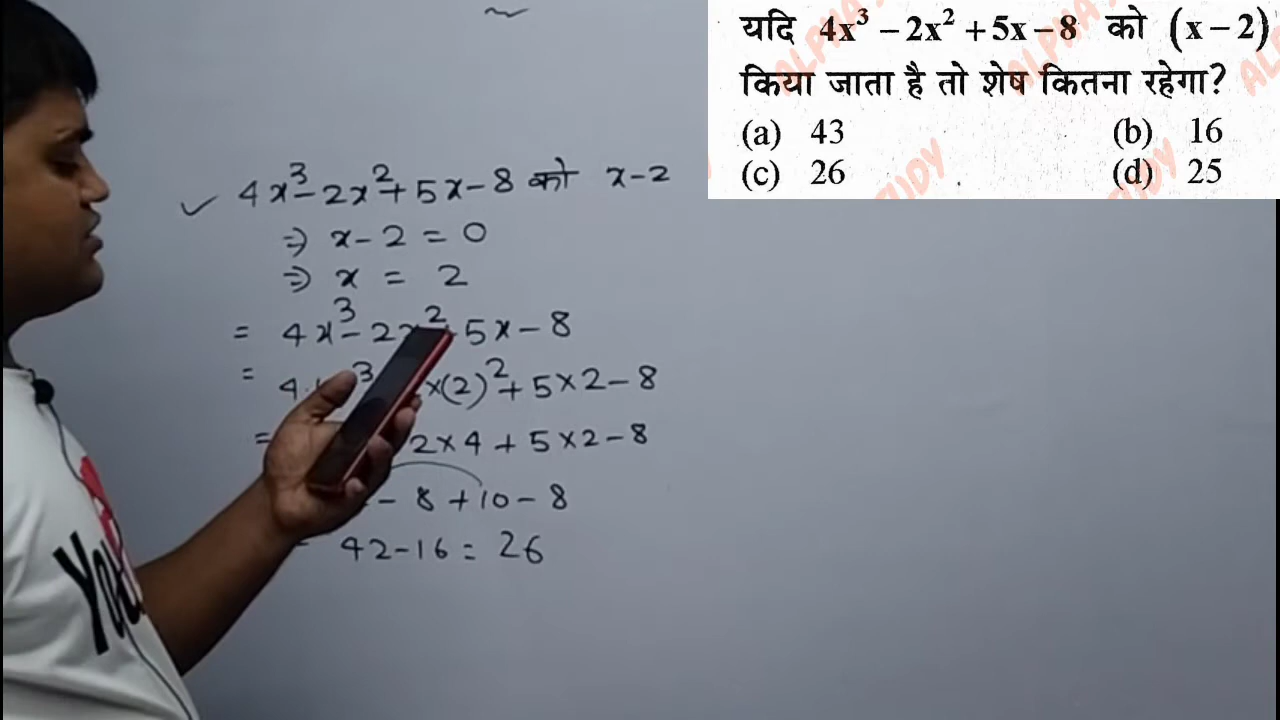 यदि 4x³ − 2x² + 5x − 8 को (x − 2)
किया जाता है तो शेष कितना रहेगा?
(a) 43 (b) 16
(c) 26 (d) 25
4x³ - 2x² + 5x - 8 को x - 2
⇒ x - 2 = 0
⇒ x = 2
= 4x³ - 2x² 5x - 8
= 4 ³ ×(2)² + 5×2 - 8
= 2×4 + 5×2 - 8
- 8 + 10 - 8
42 - 16 = 26